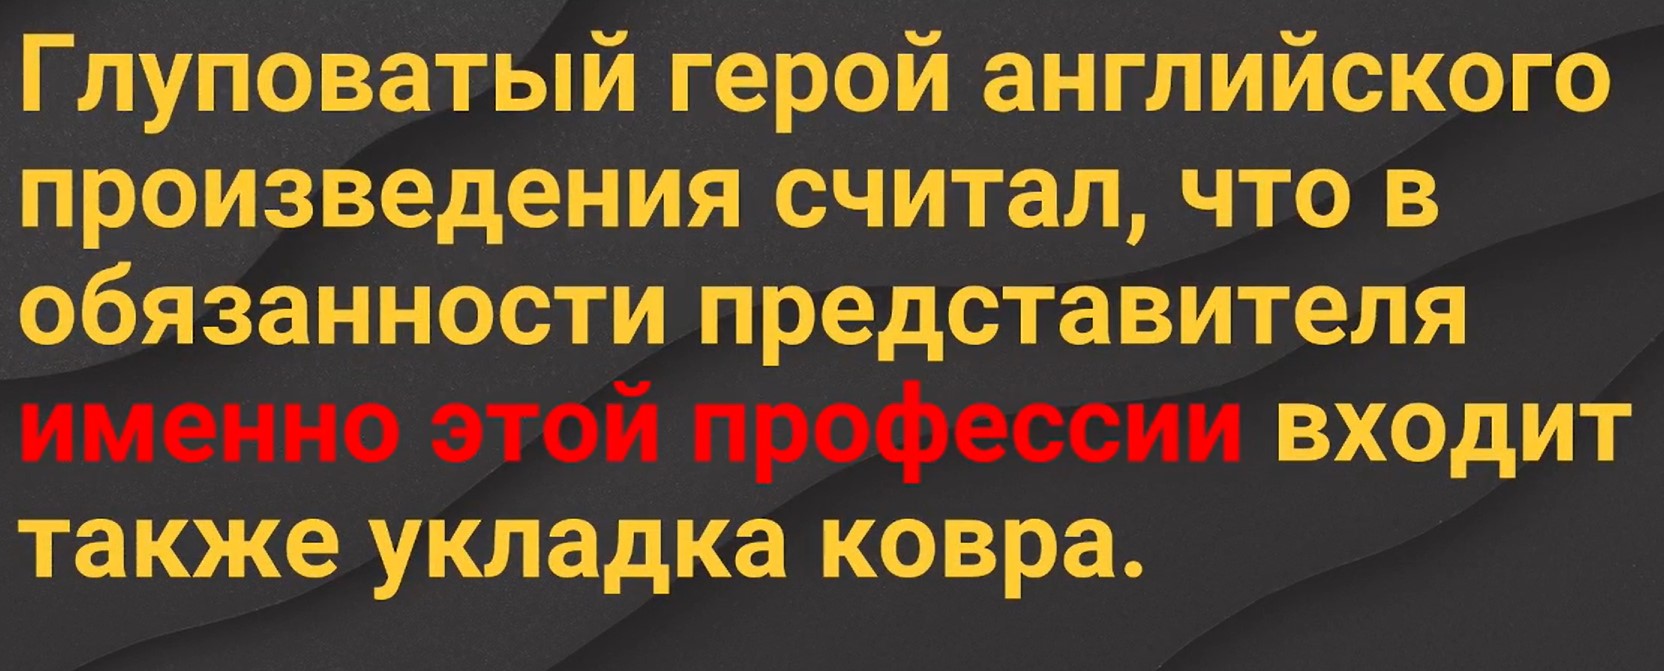 Глуповатый герой английского
произведения считал, что в
обязанности представителя
именно этой профессии входит
также укладка ковра.